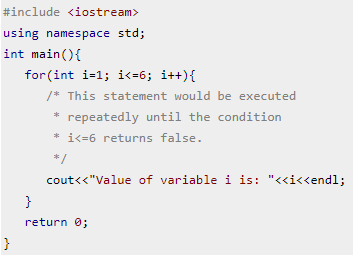 #include <iostream>
using namespace std;
int main(){
   for(int i=1; i<=6; i++){
      /* This statement would be executed
       * repeatedly until the condition
       * i<=6 returns false.
       */
      cout<<"Value of variable i is: "<<i<<endl;
   }
   return 0;
}